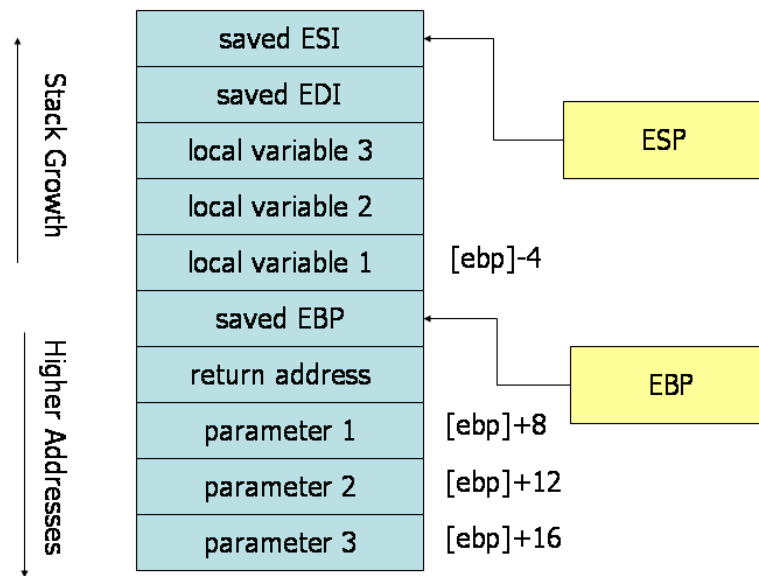 saved ESI
saved EDI
local variable 3
local variable 2
local variable 1
saved EBP
return address
parameter 1
parameter 2
parameter 3
Stack Growth
Higher Addresses
[ebp]-4
[ebp]+8
[ebp]+12
[ebp]+16
ESP
EBP